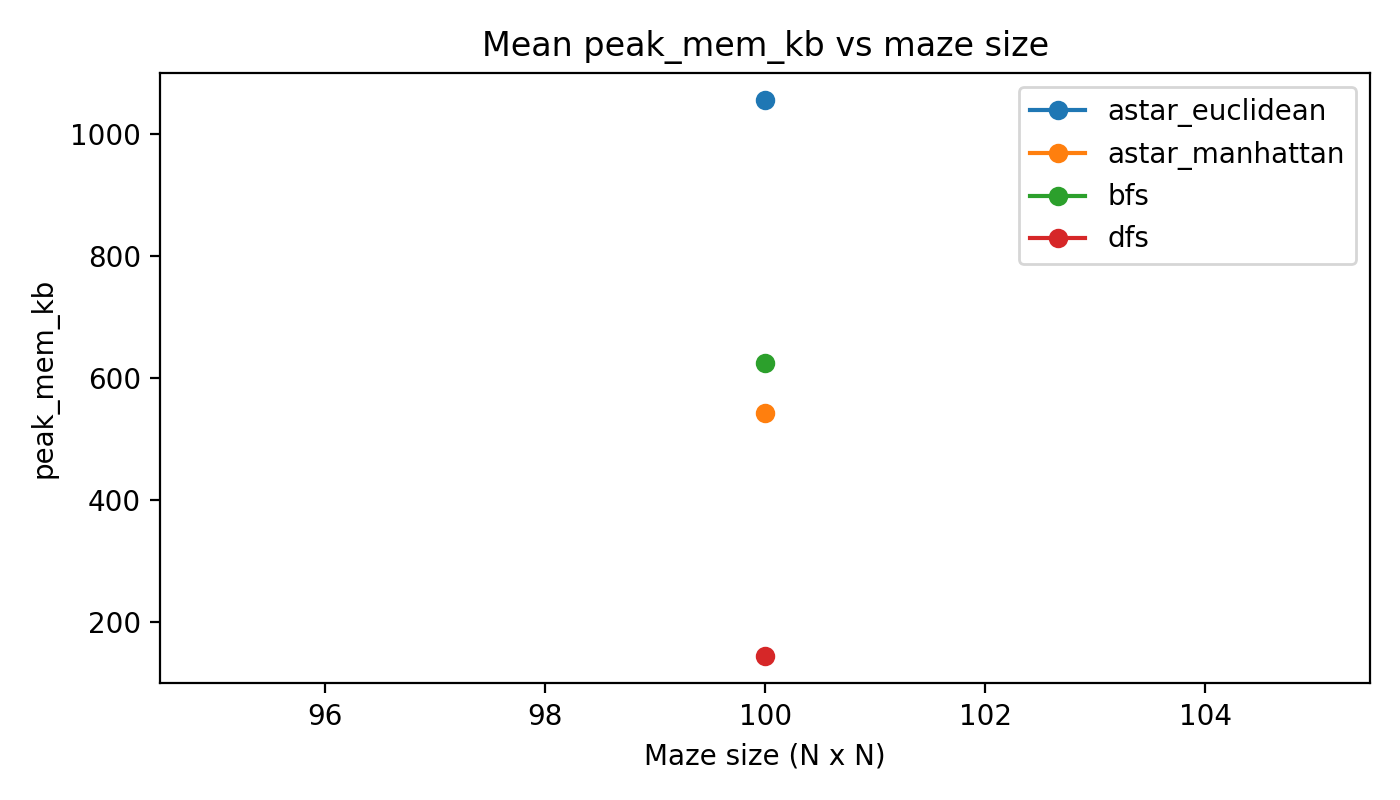 Mean peak_mem_kb vs maze size
astar_euclidean
astar_manhattan
bfs
dfs
1000
800
600
400
200
peak_mem_kb
96
98
100
102
104
Maze size (N x N)